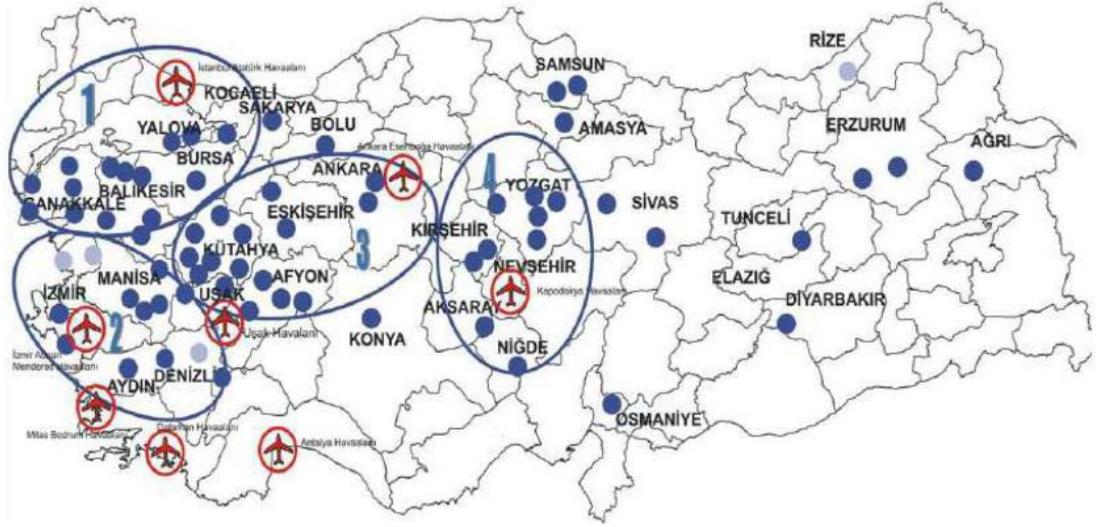 RİZE
İstanbul Atatürk Havaalanı
SAMSUN
1
KOCAELİ
SAKARYA
BOLU
AMASYA
ERZURUM
YALOVA
AĞRI
BURSA
Ankara Esenboğa Havaalanı
ANKARA
4
YOZGAT
BALIKESİR
ÇANAKKALE
SİVAS
ESKİŞEHİR
TUNCELİ
KIRŞEHİR
KÜTAHYA
3
NEVŞEHİR
MANİSA
AFYON
ELAZIĞ
İZMİR
UŞAK
Kapodokya Havaalanı
AKSARAY
DİYARBAKIR
2
Uşak Havalanı
KONYA
NİĞDE
İzmir Adnan
Menderes Havaalanı
AYDIN
DENİZLİ
OSMANİYE
Milas Bodrum Havaalanı
Dalaman Havaalanı
Antalya Havaalanı